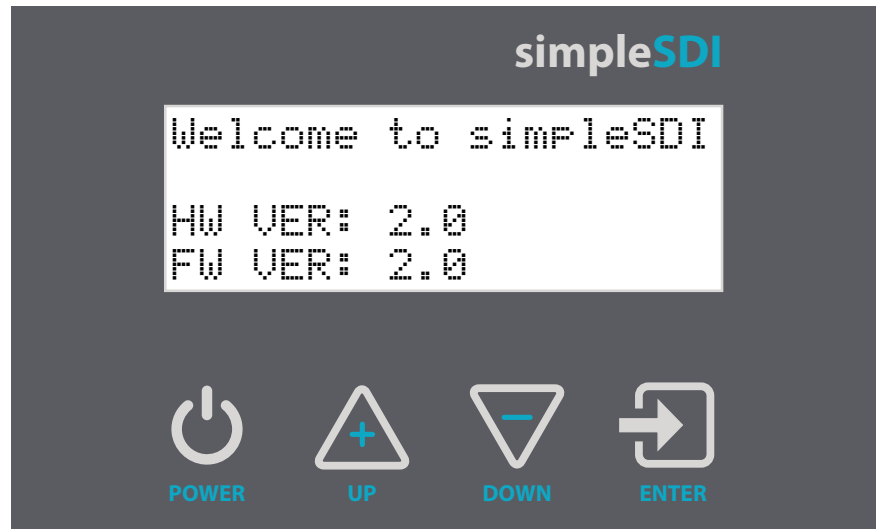 simpleSDI
Welcome to simpleSDI
HW VER: 2.0
FW VER: 2.0
+ −
POWER UP DOWN ENTER